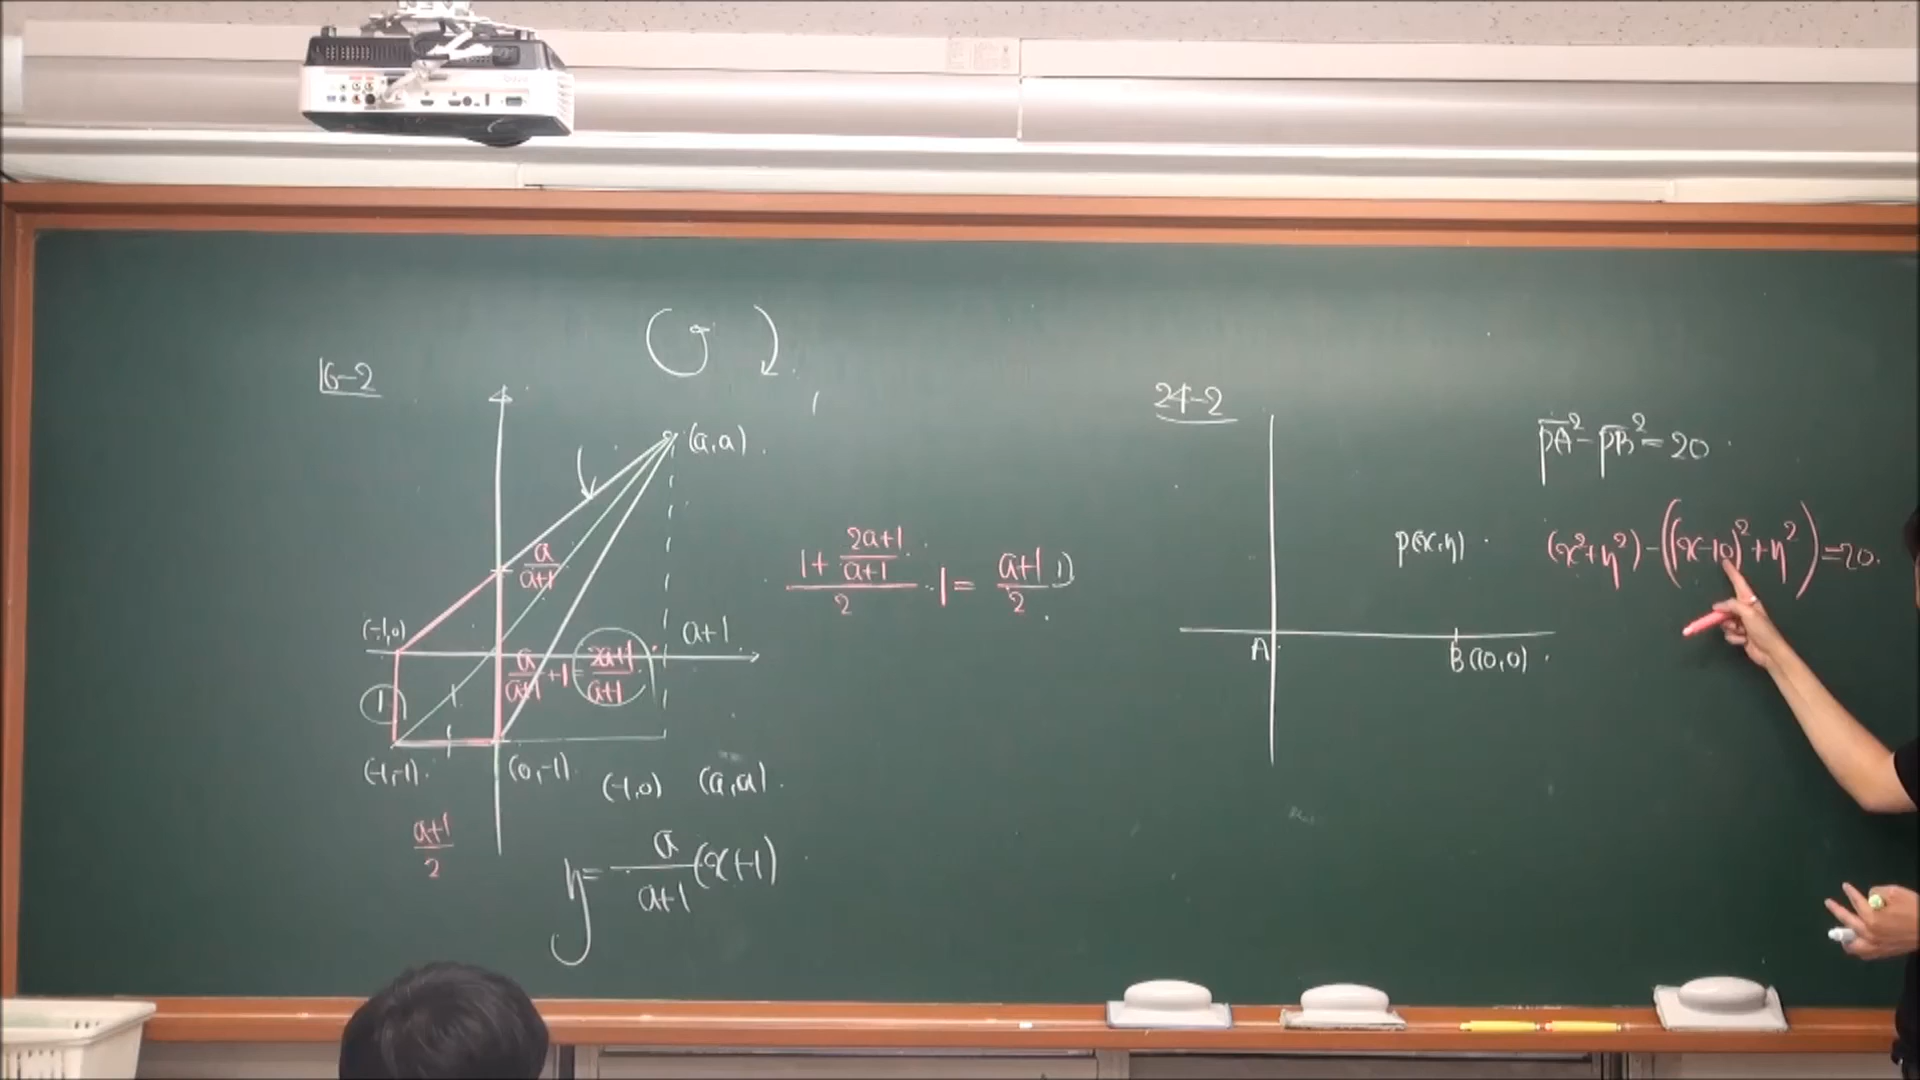 16-2
(a,a)
a/(a+1)
(-1,0)
a+1
a/(a+1) + 1 = (2a+1)/(a+1)
1
(-1,-1)
(0,-1)
(-1,0) (a,a)
(a+1)/2
y = a/(a+1) (x+1)
(1 + (2a+1)/(a+1))/2 · 1 = (a+1)/2
24-2
PA² - PB² = 20
P(x,y)
(x²+y²) - ((x-10)²+y²) = 20.
A
B(10,0)